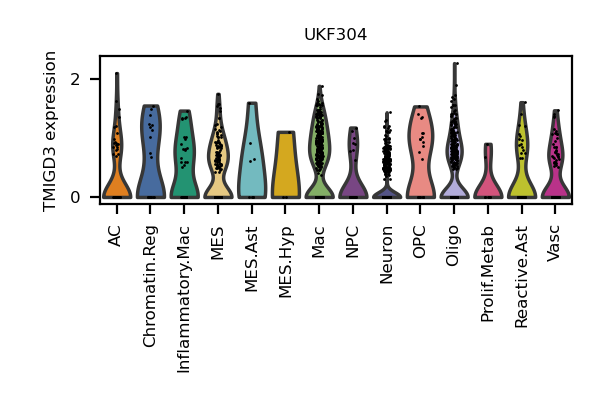 UKF304
TMIGD3 expression
2
0
AC
Chromatin.Reg
Inflammatory.Mac
MES
MES.Ast
MES.Hyp
Mac
NPC
Neuron
OPC
Oligo
Prolif.Metab
Reactive.Ast
Vasc